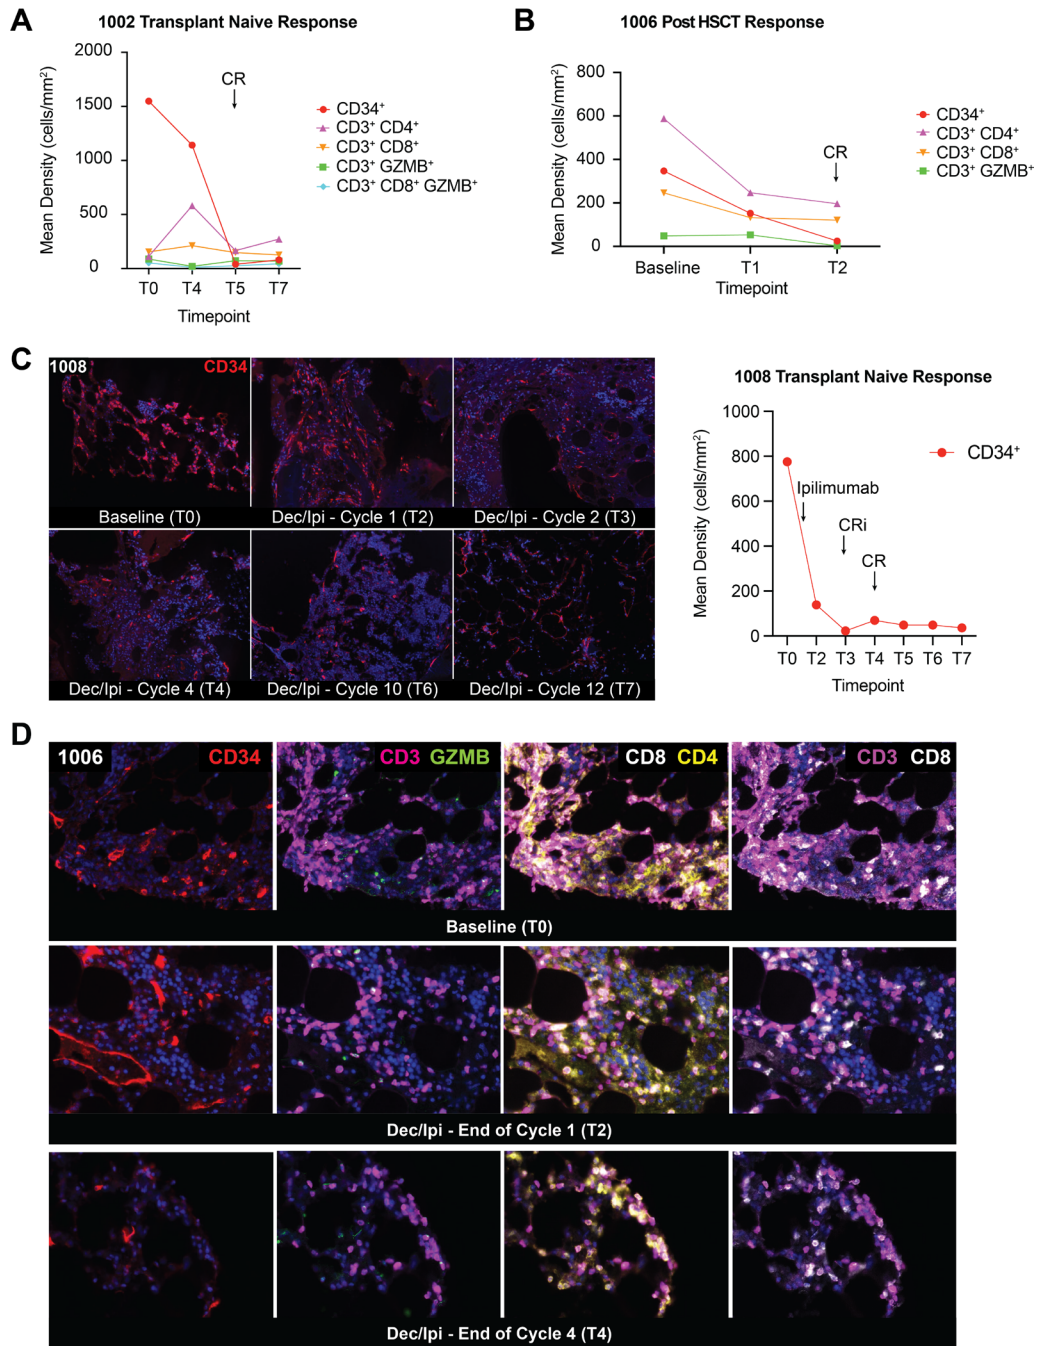 A
1002 Transplant Naive Response
Mean Density (cells/mm²)
2000
1500
1000
500
0
CR
T0 T4 T5 T7
Timepoint
CD34⁺
CD3⁺ CD4⁺
CD3⁺ CD8⁺
CD3⁺ GZMB⁺
CD3⁺ CD8⁺ GZMB⁺
B
1006 Post HSCT Response
Mean Density (cells/mm²)
800
600
400
200
0
CR
Baseline T1 T2
Timepoint
CD34⁺
CD3⁺ CD4⁺
CD3⁺ CD8⁺
CD3⁺ GZMB⁺
C
1008 CD34
Baseline (T0)
Dec/Ipi - Cycle 1 (T2)
Dec/Ipi - Cycle 2 (T3)
Dec/Ipi - Cycle 4 (T4)
Dec/Ipi - Cycle 10 (T6)
Dec/Ipi - Cycle 12 (T7)
1008 Transplant Naive Response
Mean Density (cells/mm²)
1000
800
600
400
200
0
Ipilimumab
CRi
CR
T0 T2 T3 T4 T5 T6 T7
Timepoint
CD34⁺
D
1006 CD34
CD3 GZMB
CD8 CD4
CD3 CD8
Baseline (T0)
Dec/Ipi - End of Cycle 1 (T2)
Dec/Ipi - End of Cycle 4 (T4)